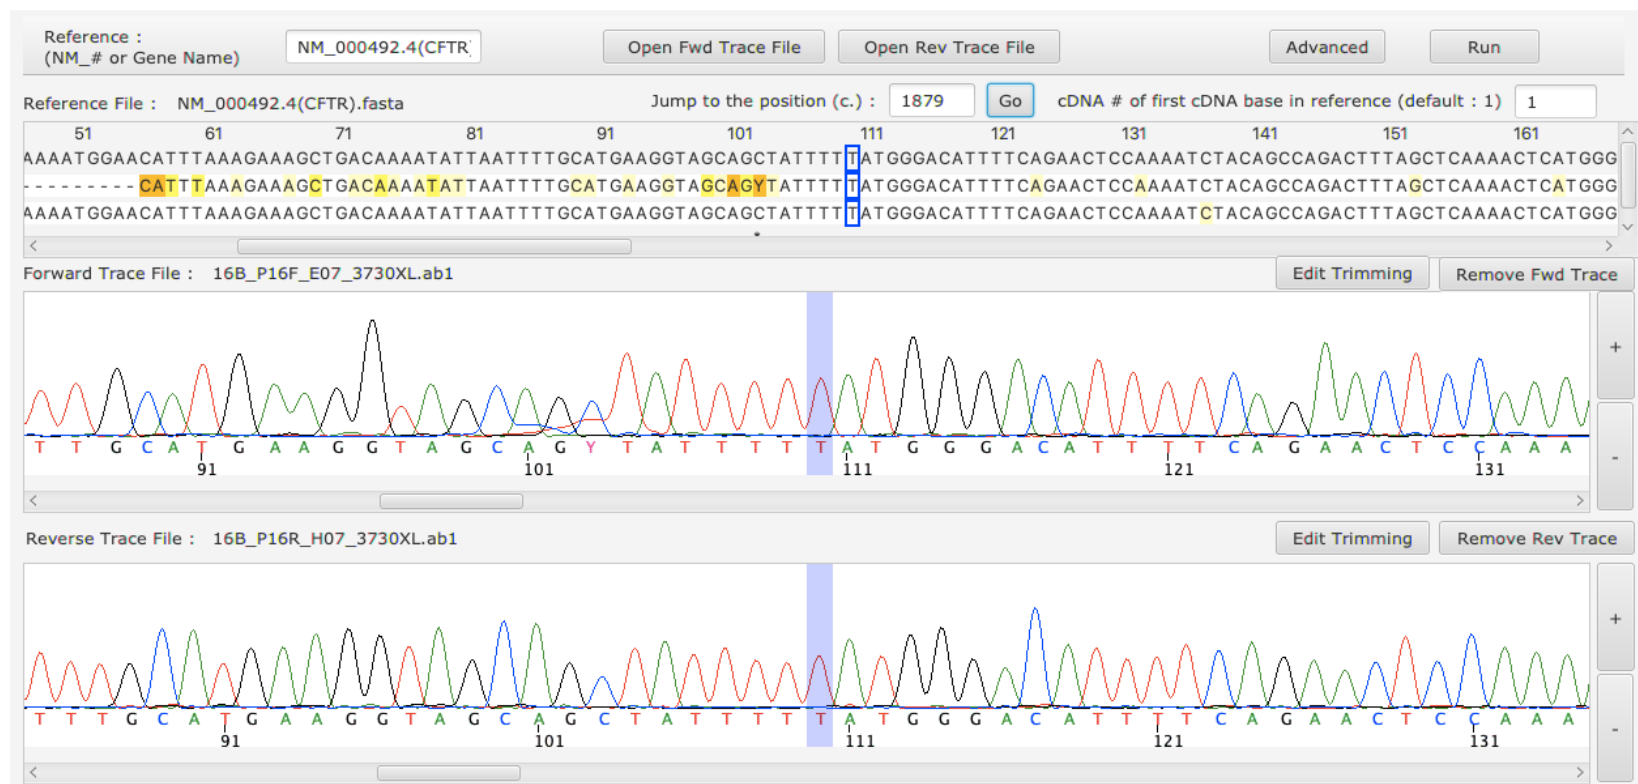 Reference :
(NM_# or Gene Name)
NM_000492.4(CFTR)
Open Fwd Trace File
Open Rev Trace File
Advanced
Run
Reference File : NM_000492.4(CFTR).fasta
Jump to the position (c.) : 1879
Go
cDNA # of first cDNA base in reference (default : 1) 1
51 61 71 81 91 101 111 121 131 141 151 161
AAAATGGAACATTTAAAGAAAGCTGACAAAATATTAATTTTGCATGAAGGTAGCAGCTATTTTTATGGGACATTTTCAGAACTCCAAAATCTACAGCCAGACTTTAGCTCAAAACTCATGGG
---------CATTTAAAGAAAGCTGACAAAATATTAATTTTGCATGAAGGTAGCAGYTATTTTTATGGGACATTTTCAGAACTCCAAAATCTACAGCCAGACTTTAGCTCAAAACTCATGGG
AAAATGGAACATTTAAAGAAAGCTGACAAAATATTAATTTTGCATGAAGGTAGCAGCTATTTTTATGGGACATTTTCAGAACTCCAAAATCTACAGCCAGACTTTAGCTCAAAACTCATGGG
Forward Trace File : 16B_P16F_E07_3730XL.ab1
Edit Trimming
Remove Fwd Trace
+
T T G C A T G A A G G T A G C A G Y T A T T T T T A T G G G A C A T T T T C A G A A C T C C A A A
91 101 111 121 131
-
Reverse Trace File : 16B_P16R_H07_3730XL.ab1
Edit Trimming
Remove Rev Trace
+
T T T G C A T G A A G G T A G C A G C T A T T T T T A T G G G A C A T T T T C A G A A C T C C A A A
91 101 111 121 131
-